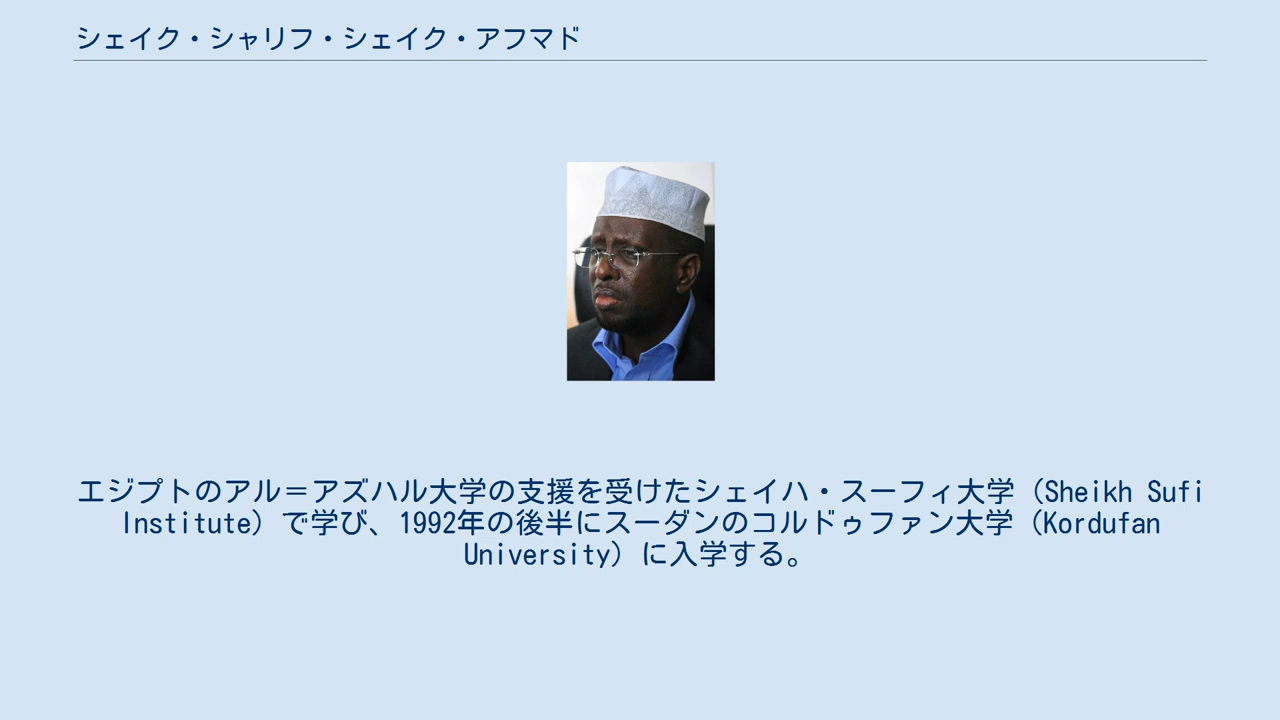 シェイク・シャリフ・シェイク・アフマド
エジプトのアル＝アズハル大学の支援を受けたシェイハ・スーフィ大学（Sheikh Sufi
Institute）で学び、1992年の後半にスーダンのコルドゥファン大学（Kordufan
University）に入学する。